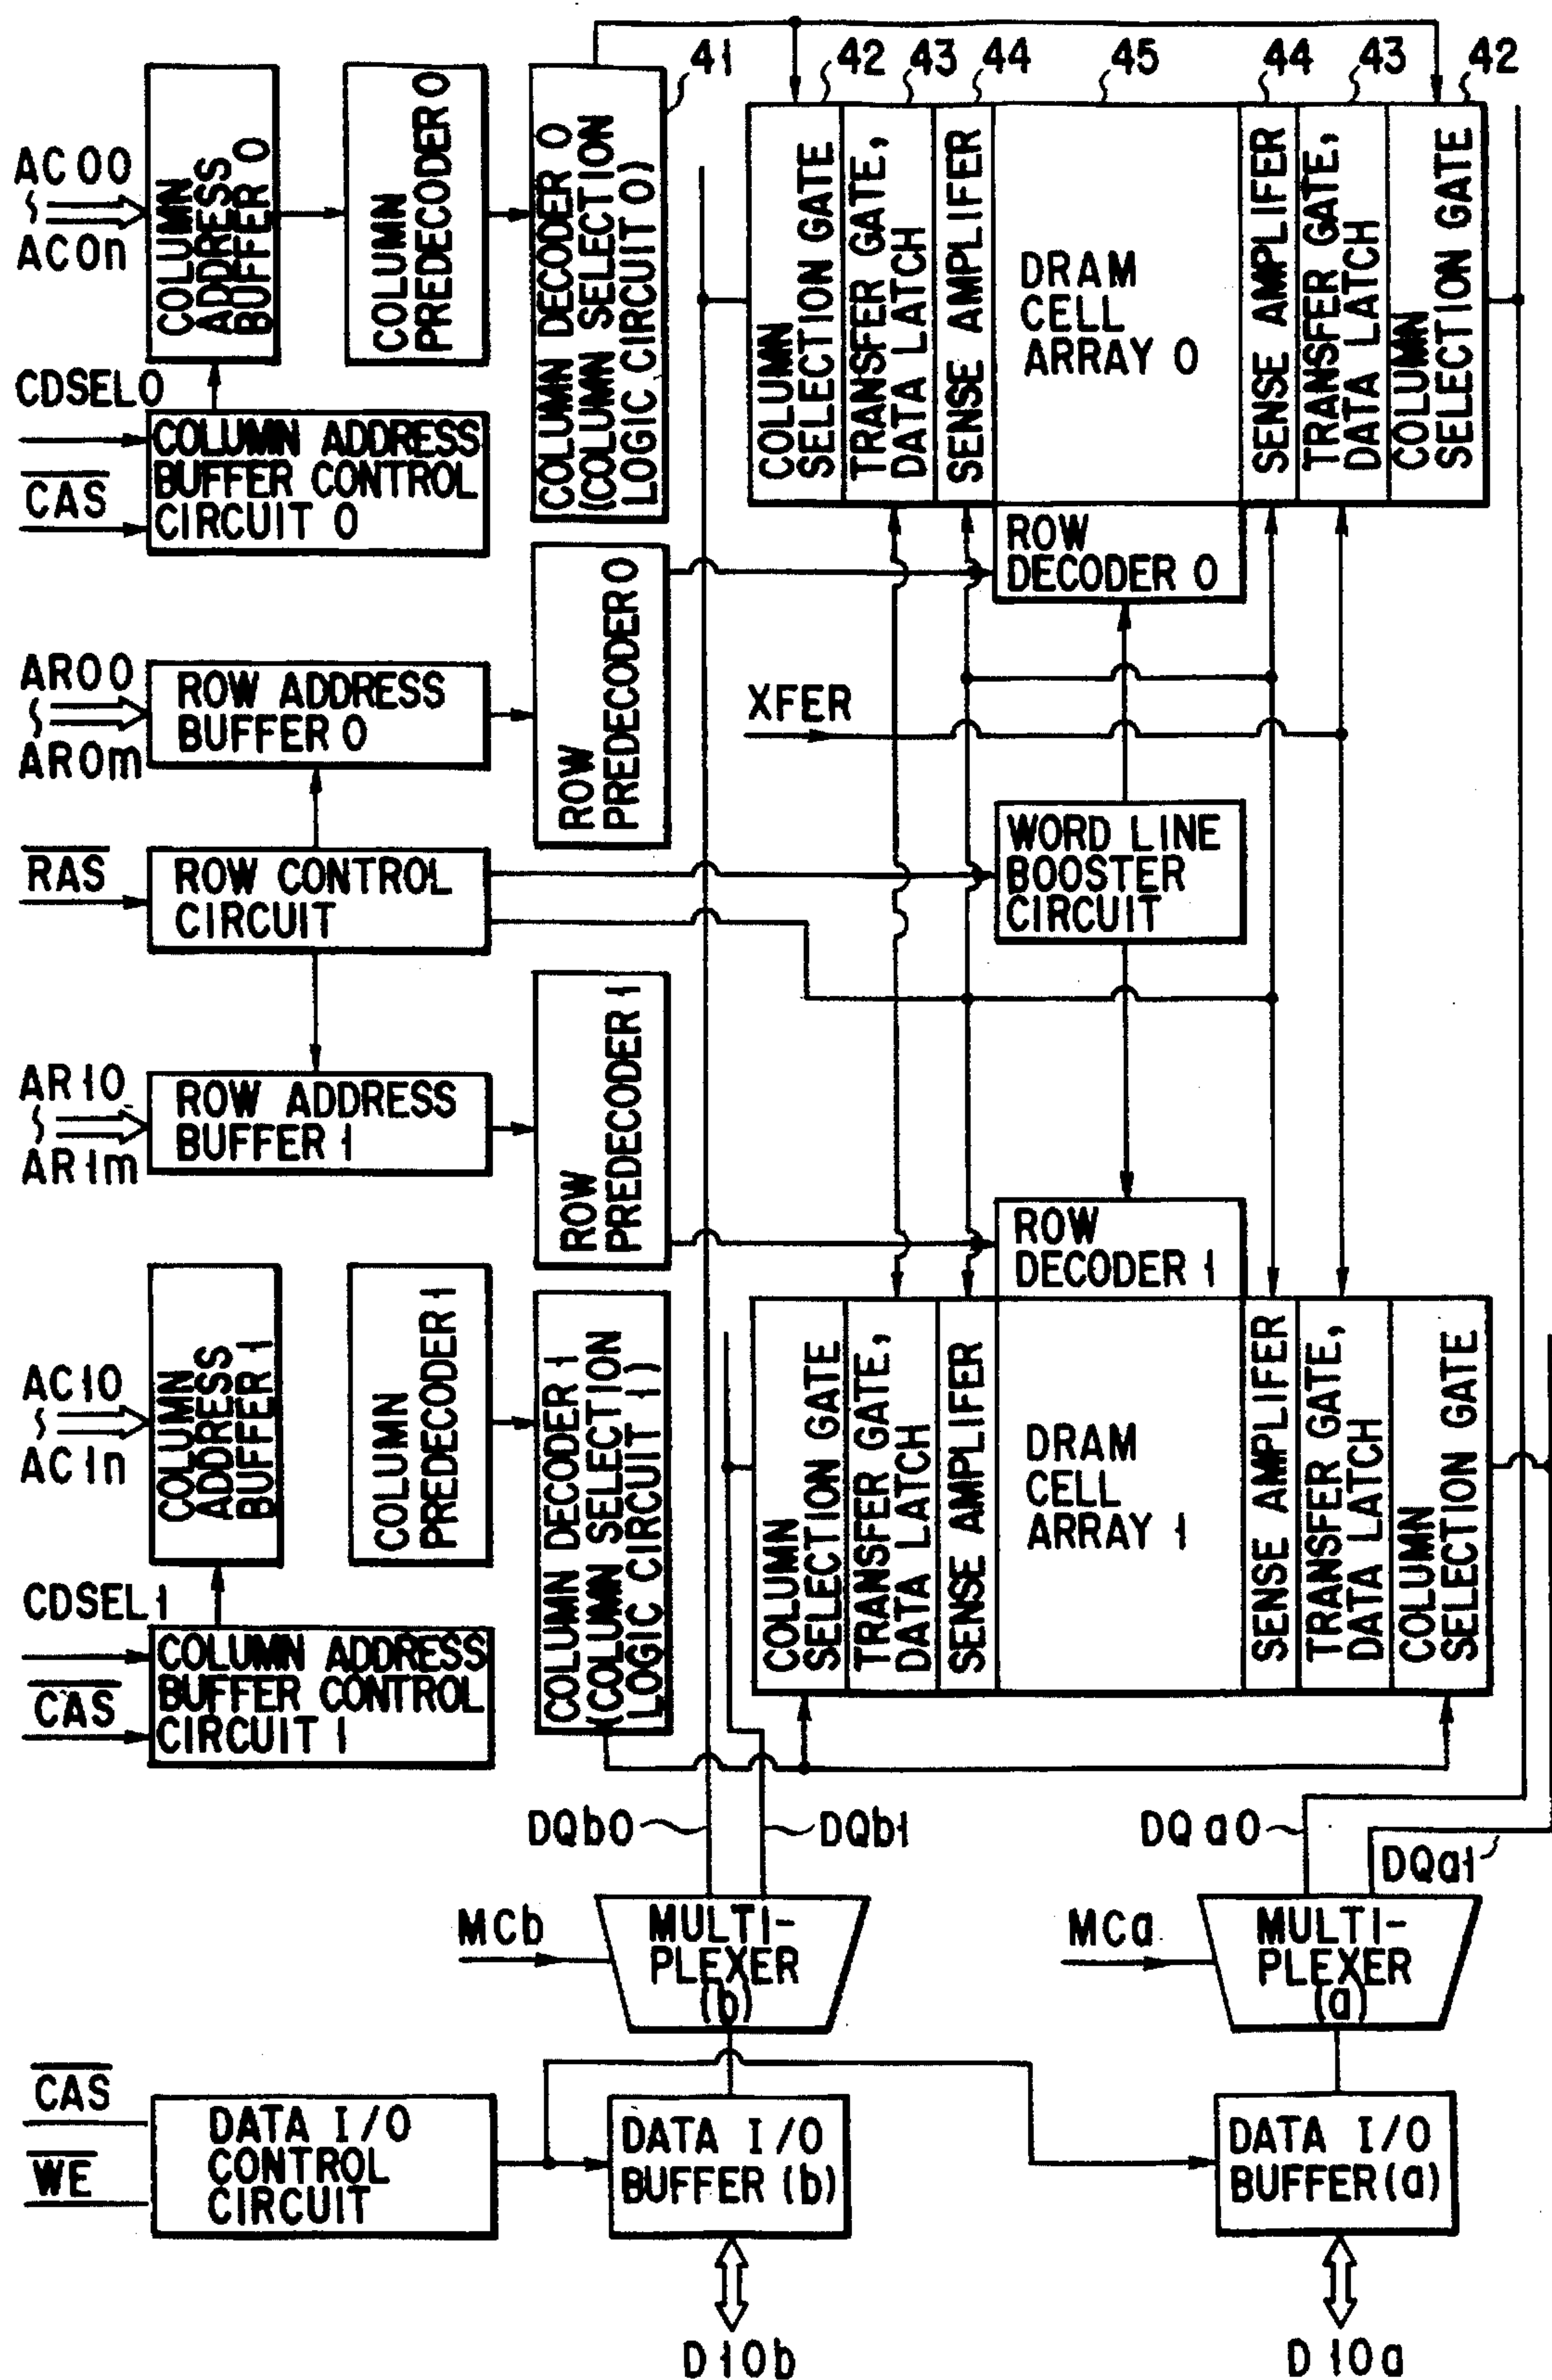 41
42
43
44
45
44
43
42
AC00
AC0n
COLUMN
ADDRESS
BUFFER 0
COLUMN
PREDECODER 0
COLUMN DECODER 0
(COLUMN SELECTION
LOGIC CIRCUIT 0)
COLUMN
SELECTION GATE
TRANSFER GATE,
DATA LATCH
SENSE AMPLIFIER
DRAM
CELL
ARRAY 0
SENSE AMPLIFIER
TRANSFER GATE,
DATA LATCH
COLUMN
SELECTION GATE
CDSEL0
CAS
COLUMN ADDRESS
BUFFER CONTROL
CIRCUIT 0
ROW
DECODER 0
AR00
AR0m
ROW ADDRESS
BUFFER 0
ROW
PREDECODER 0
XFER
RAS
ROW CONTROL
CIRCUIT
WORD LINE
BOOSTER
CIRCUIT
AR10
AR1m
ROW ADDRESS
BUFFER 1
ROW
PREDECODER 1
ROW
DECODER 1
AC10
AC1n
COLUMN
ADDRESS
BUFFER 1
COLUMN
PREDECODER 1
COLUMN DECODER 1
(COLUMN SELECTION
LOGIC CIRCUIT 1)
COLUMN
SELECTION GATE
TRANSFER GATE,
DATA LATCH
SENSE AMPLIFER
DRAM
CELL
ARRAY 1
SENSE AMPLIFIER
TRANSFER GATE,
DATA LATCH
COLUMN
SELECTION GATE
CDSEL1
CAS
COLUMN ADDRESS
BUFFER CONTROL
CIRCUIT 1
DQb0
DQb1
DQa0
DQa1
MCb
MULTI-
PLEXER
(b)
MCa
MULTI-
PLEXER
(a)
CAS
WE
DATA I/O
CONTROL
CIRCUIT
DATA I/O
BUFFER (b)
DATA I/O
BUFFER (a)
D10b
D10a